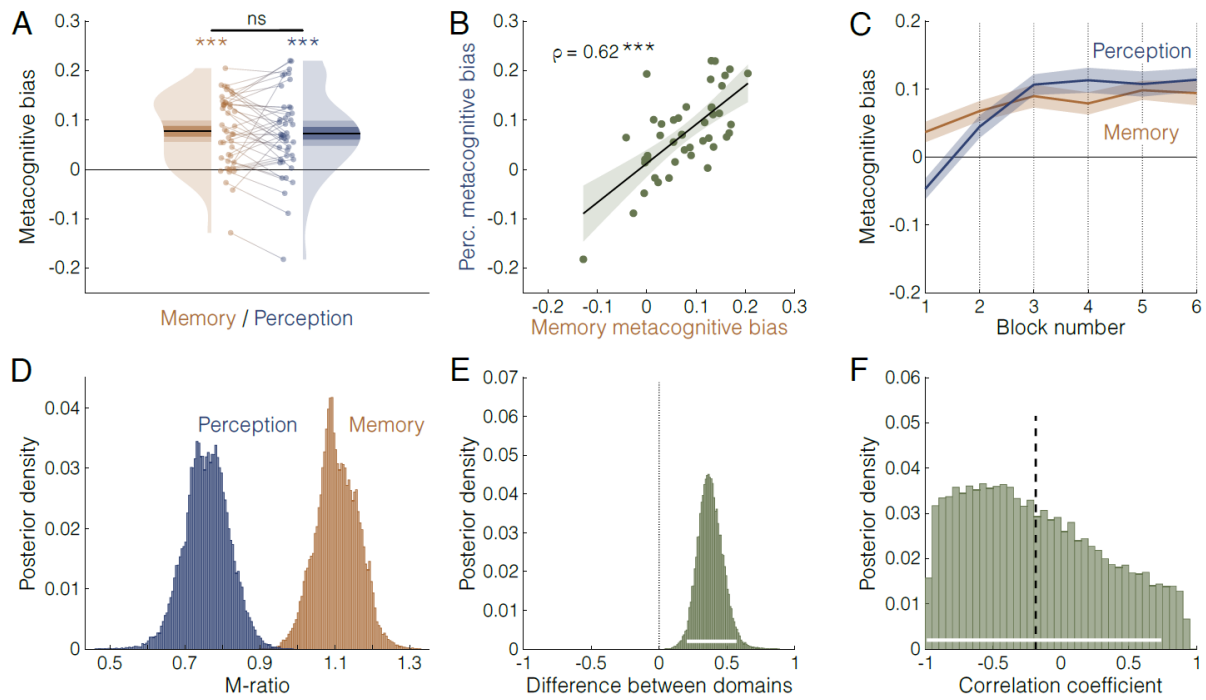 A
ns
***
***
Metacognitive bias
0.3
0.2
0.1
0
-0.1
-0.2
Memory / Perception
B
ρ = 0.62 ***
Perc. metacognitive bias
0.3
0.2
0.1
0
-0.1
-0.2
-0.2 -0.1 0 0.1 0.2 0.3
Memory metacognitive bias
C
Perception
Memory
Metacognitive bias
0.2
0.1
0
-0.1
-0.2
1 2 3 4 5 6
Block number
D
Perception
Memory
Posterior density
0.04
0.03
0.02
0.01
0
0.5 0.7 0.9 1.1 1.3
M-ratio
E
Posterior density
0.07
0.06
0.05
0.04
0.03
0.02
0.01
0
-1 -0.5 0 0.5 1
Difference between domains
F
Posterior density
0.06
0.05
0.04
0.03
0.02
0.01
0
-1 -0.5 0 0.5 1
Correlation coefficient